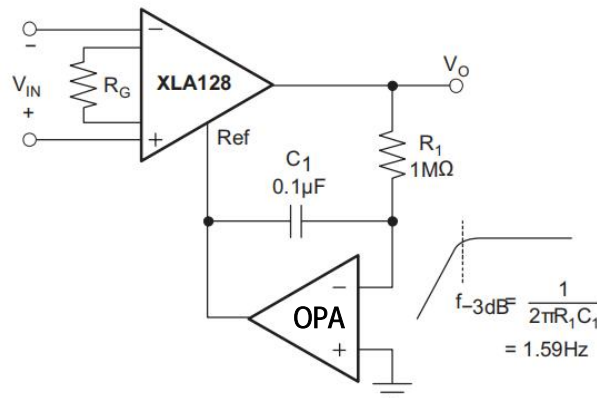 −
+
V_IN
R_G
−
XLA128
+
Ref
V_O
R_1
1MΩ
C_1
0.1μF
−
OPA
+
f_−3dB = 1 / 2πR_1C_1
= 1.59Hz